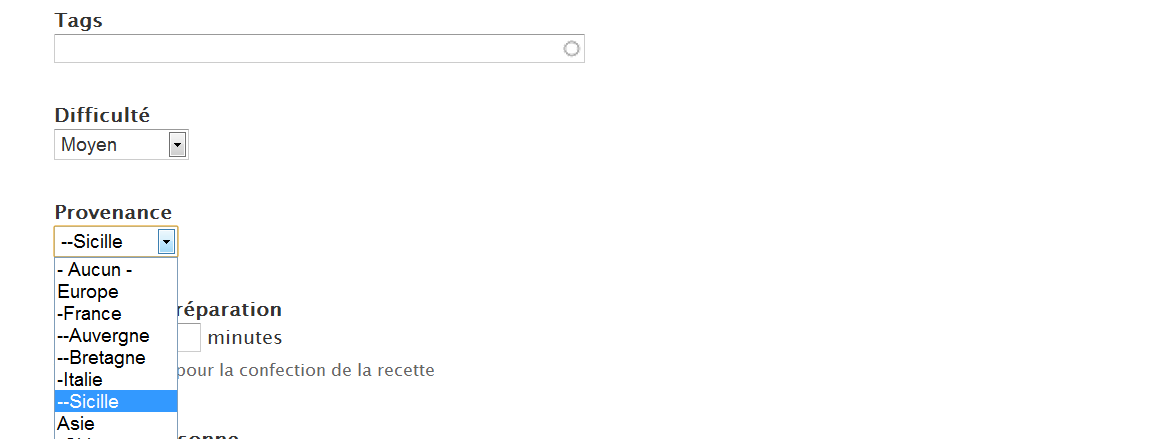 Tags
Difficulté
Moyen
Provenance
--Sicille
- Aucun -
Europe
-France
réparation
--Auvergne
minutes
--Bretagne
pour la confection de la recette
-Italie
--Sicille
Asie